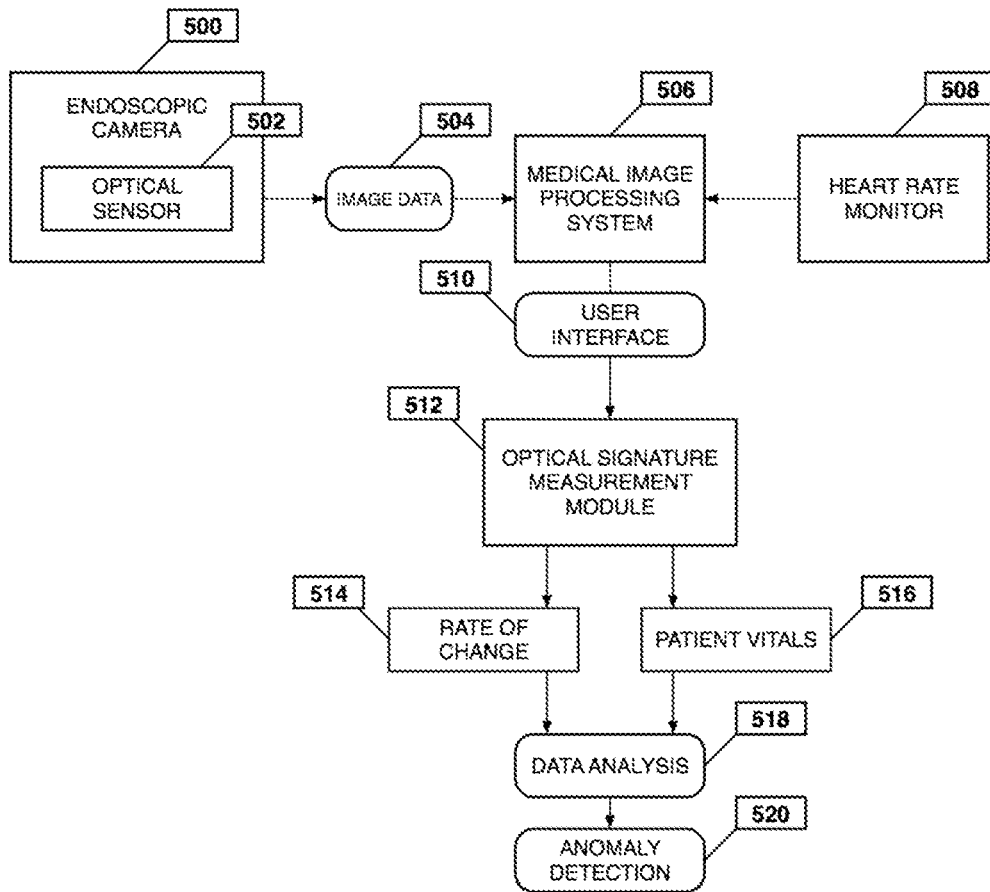 500
ENDOSCOPIC
CAMERA
502
OPTICAL
SENSOR
504
IMAGE DATA
506
MEDICAL IMAGE
PROCESSING
SYSTEM
508
HEART RATE
MONITOR
510
USER
INTERFACE
512
OPTICAL SIGNATURE
MEASUREMENT
MODULE
514
RATE OF
CHANGE
516
PATIENT VITALS
518
DATA ANALYSIS
520
ANOMALY
DETECTION